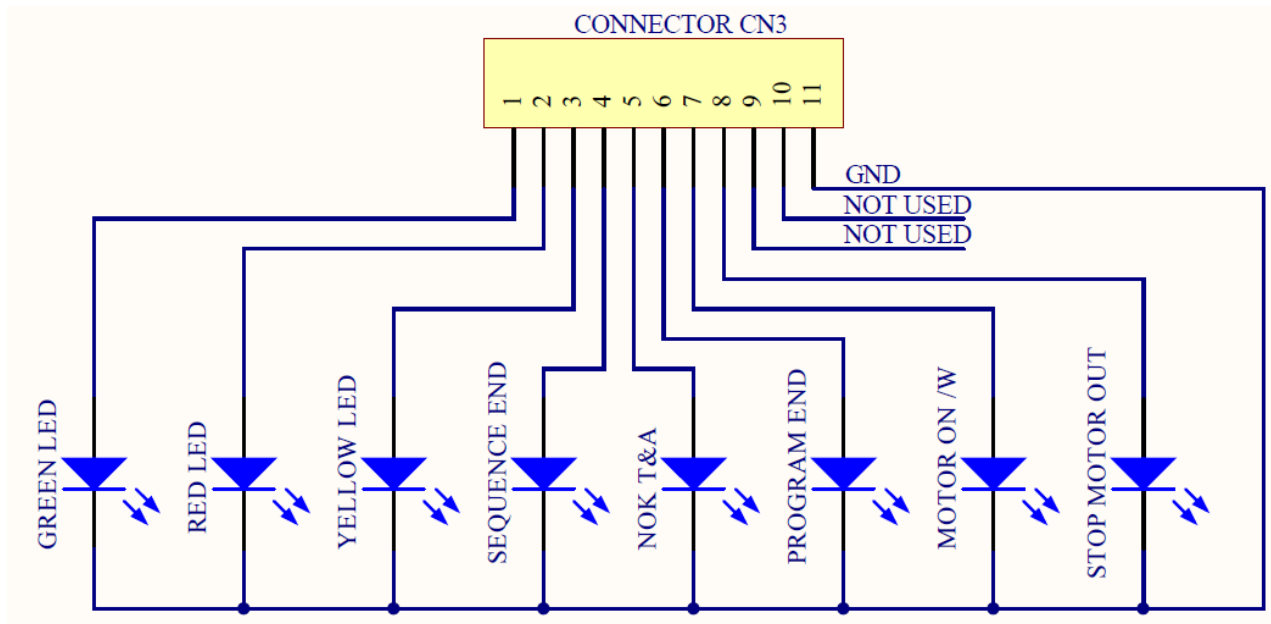 CONNECTOR CN3
1 2 3 4 5 6 7 8 9 10 11
GND
NOT USED
NOT USED
GREEN LED
RED LED
YELLOW LED
SEQUENCE END
NOK T&A
PROGRAM END
MOTOR ON /W
STOP MOTOR OUT